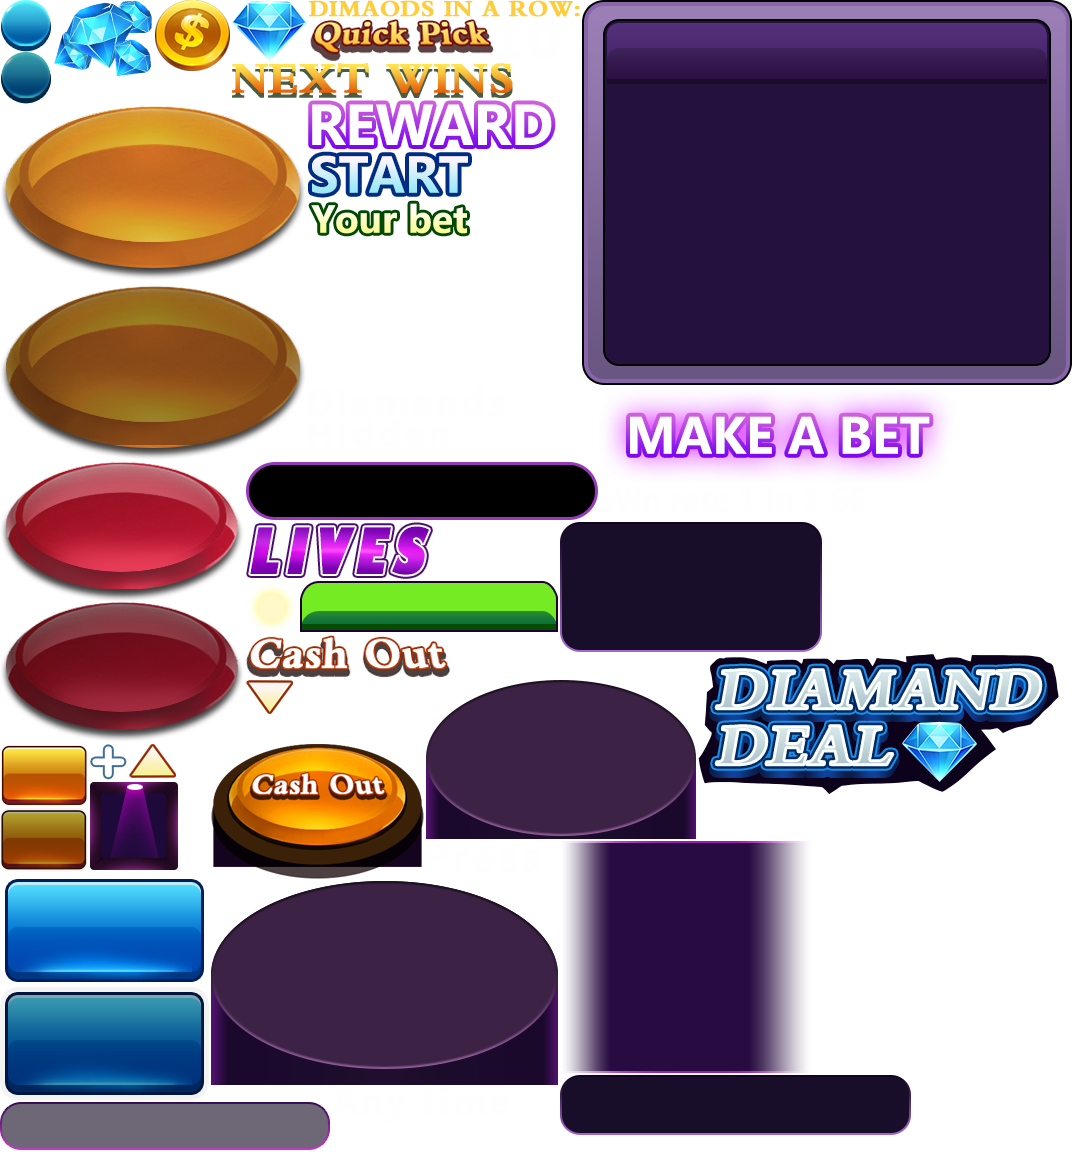 DIMAODS IN A ROW:
Quick Pick
NEXT WINS
REWARD
START
Your bet
MAKE A BET
LIVES
Cash Out
DIAMAND
DEAL
Cash Out